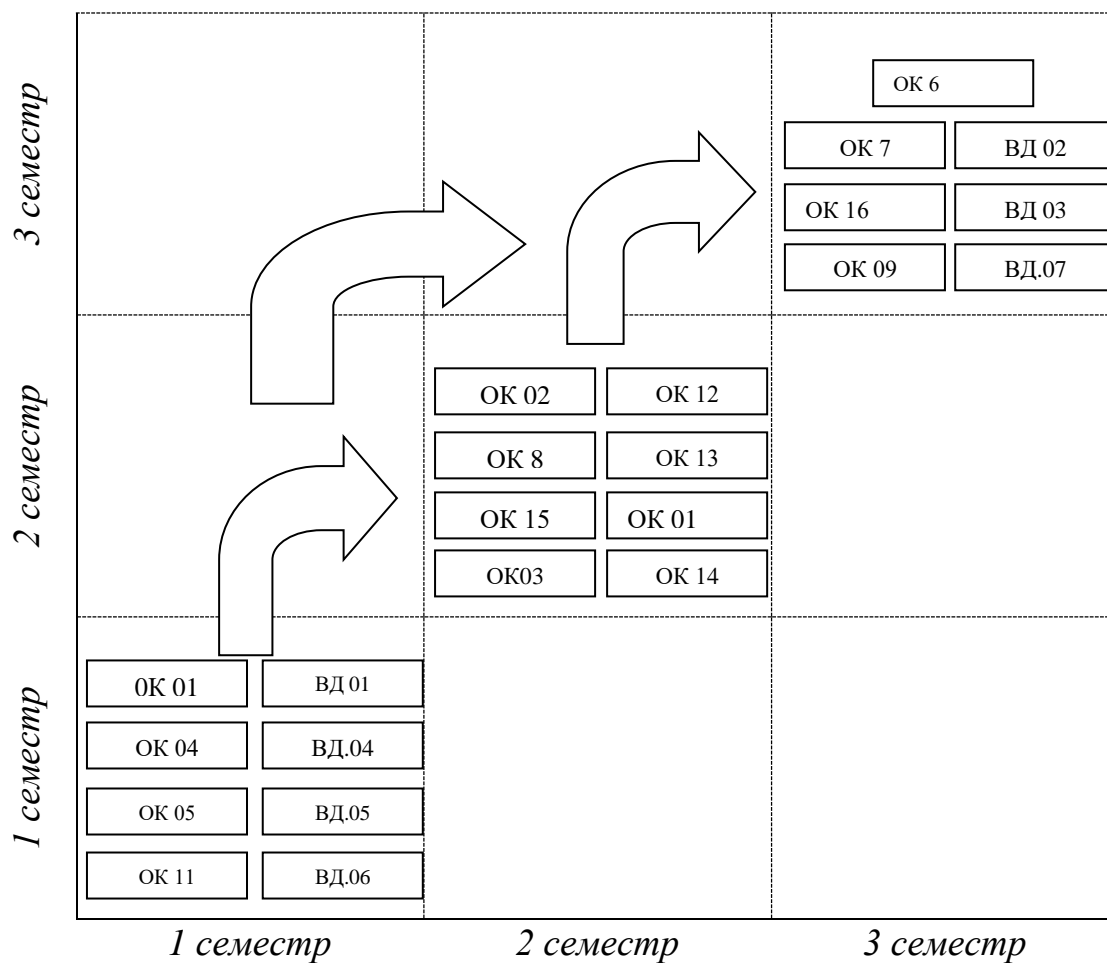 3 семестр
ОК 6
ОК 7 ВД 02
ОК 16 ВД 03
ОК 09 ВД.07
2 семестр
ОК 02 ОК 12
ОК 8 ОК 13
ОК 15 ОК 01
ОК03 ОК 14
1 семестр
0К 01 ВД 01
ОК 04 ВД.04
ОК 05 ВД.05
ОК 11 ВД.06
1 семестр 2 семестр 3 семестр